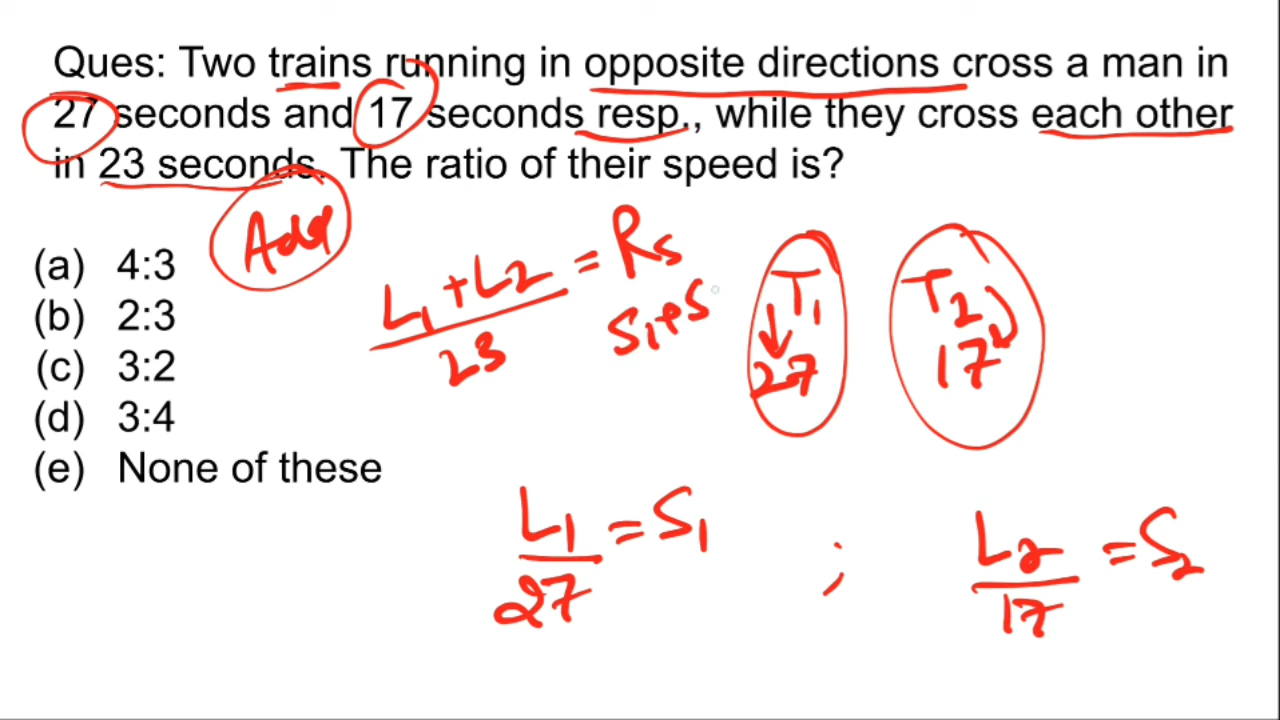 Ques: Two trains running in opposite directions cross a man in
27 seconds and 17 seconds resp., while they cross each other
in 23 seconds. The ratio of their speed is?
(a) 4:3
(b) 2:3
(c) 3:2
(d) 3:4
(e) None of these
L1 + L2 = Rs
23
S1 + S
T1
27
T2
17
L1 = S1
27
;
L2 = S2
17